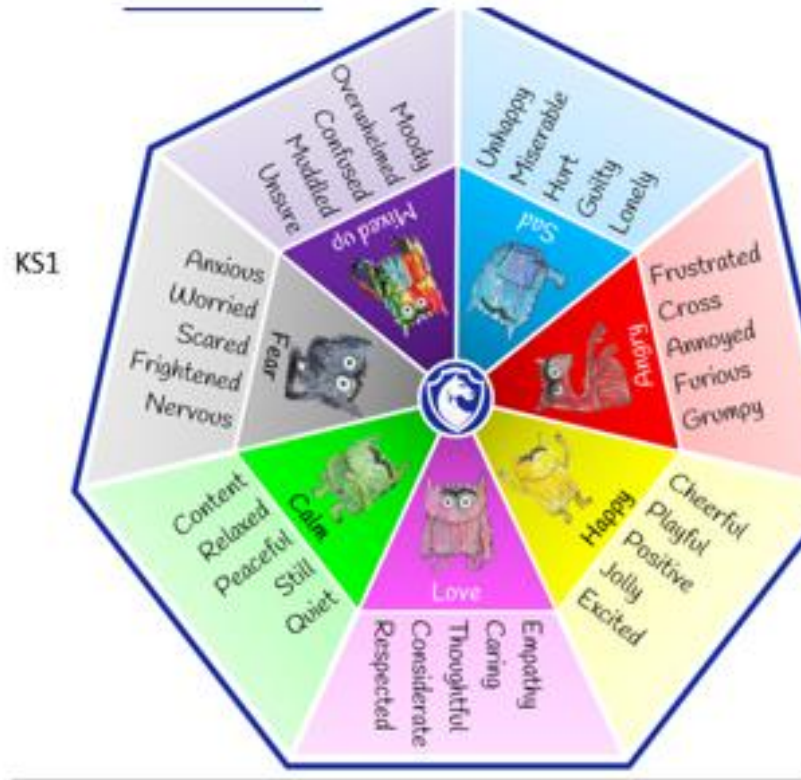 KS1
Mixed up
Moody
Overwhelmed
Confused
Muddled
Unsure
Sad
Unhappy
Miserable
Hurt
Guilty
Lonely
Angry
Frustrated
Cross
Annoyed
Furious
Grumpy
Happy
Cheerful
Playful
Positive
Jolly
Excited
Love
Empathy
Caring
Thoughtful
Considerate
Respected
Calm
Content
Relaxed
Peaceful
Still
Quiet
Fear
Anxious
Worried
Scared
Frightened
Nervous